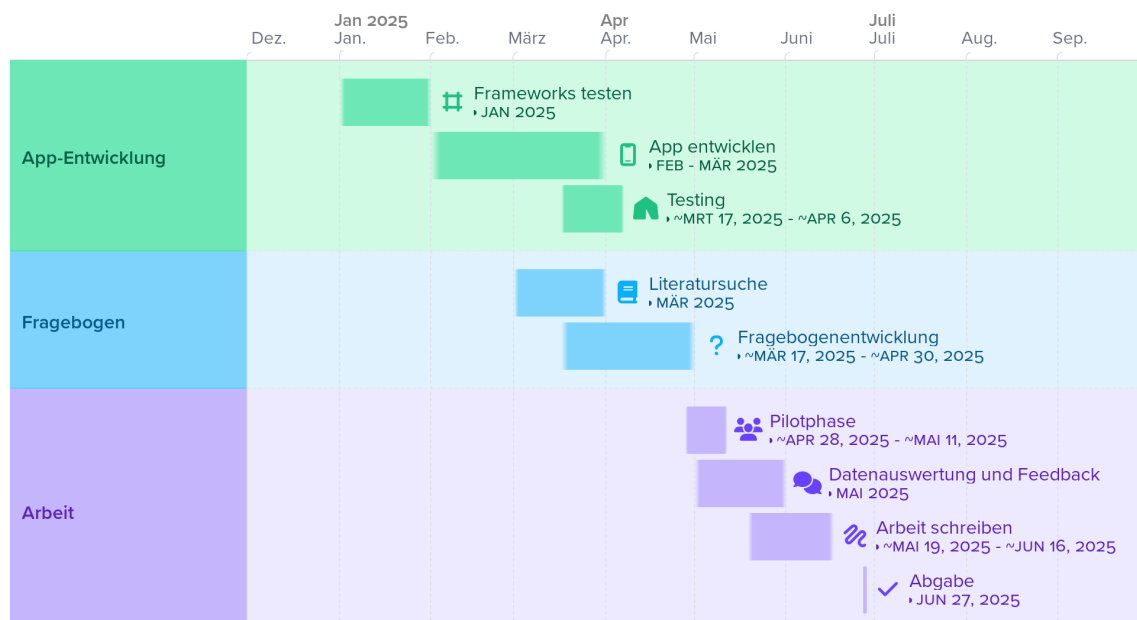 Jan 2025 Apr Juli
Dez. Jan. Feb. März Apr. Mai Juni Juli Aug. Sep.
App-Entwicklung
Frameworks testen
JAN 2025
App entwicklen
FEB - MÄR 2025
Testing
~MRT 17, 2025 - ~APR 6, 2025
Fragebogen
Literatursuche
MÄR 2025
Fragebogenentwicklung
~MÄR 17, 2025 - ~APR 30, 2025
Arbeit
Pilotphase
~APR 28, 2025 - ~MAI 11, 2025
Datenauswertung und Feedback
MAI 2025
Arbeit schreiben
~MAI 19, 2025 - ~JUN 16, 2025
Abgabe
JUN 27, 2025